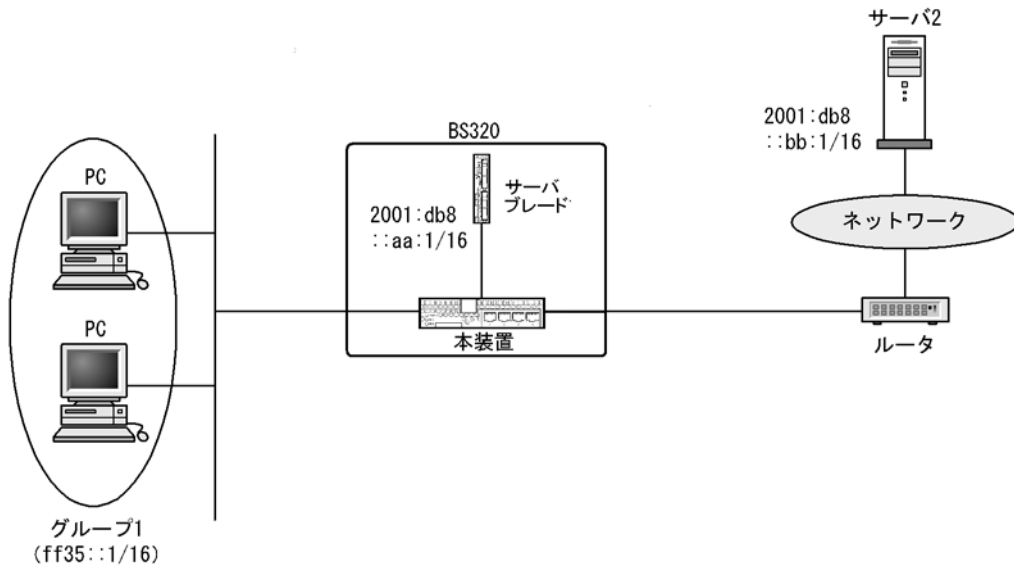 サーバ2
2001:db8
::bb:1/16
BS320
PC
サーバ
ブレード
2001:db8
::aa:1/16
ネットワーク
本装置
ルータ
PC
グループ1
(ff35::1/16)